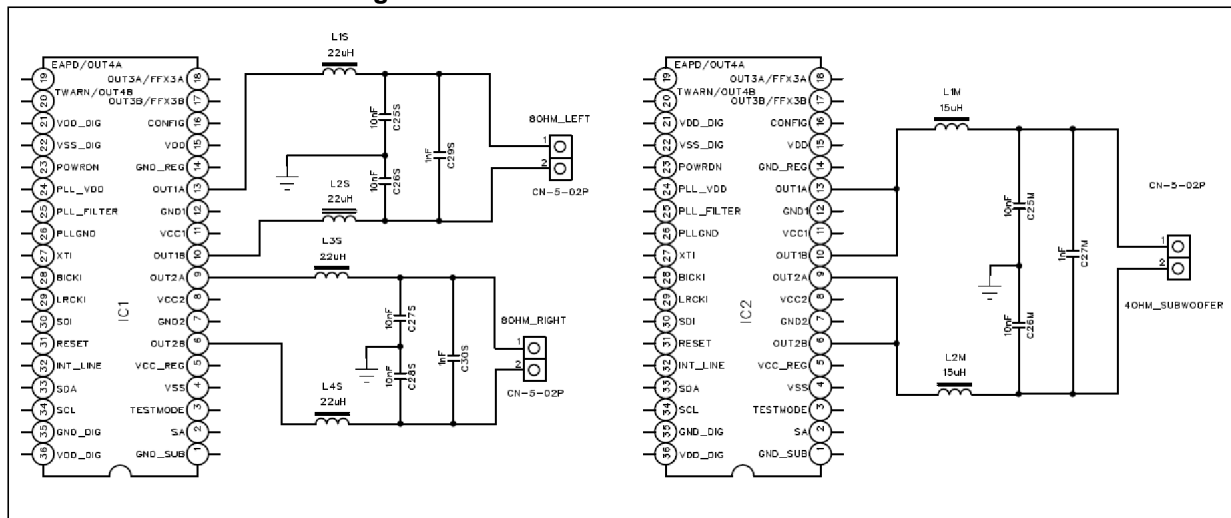 EAPD/OUT4A
19 OUT3A/FFX3A 18
TWARN/OUT4B
20 OUT3B/FFX3B 17
21 VDD_DIG CONFIG 16
22 VSS_DIG VDD 15
23 POWRDN GND_REG 14
24 PLL_VDD OUT1A 13
25 PLL_FILTER GND1 12
26 PLLGND VCC1 11
27 XTI OUT1B 10
28 BICKI OUT2A 9
29 LRCKI VCC2 8
30 SDI GND2 7
31 RESET OUT2B 6
32 INT_LINE VCC_REG 5
33 SDA VSS 4
34 SCL TESTMODE 3
35 GND_DIG SA 2
36 VDD_DIG GND_SUB 1
IC1
L1S
22uH
10nF
C25S
10nF
C26S
1nF
C29S
L2S
22uH
8OHM_LEFT
1
2
CN-5-02P
L3S
22uH
10nF
C27S
10nF
C28S
1nF
C30S
L4S
22uH
8OHM_RIGHT
1
2
CN-5-02P
EAPD/OUT4A
19 OUT3A/FFX3A 18
TWARN/OUT4B
20 OUT3B/FFX3B 17
21 VDD_DIG CONFIG 16
22 VSS_DIG VDD 15
23 POWRDN GND_REG 14
24 PLL_VDD OUT1A 13
25 PLL_FILTER GND1 12
26 PLLGND VCC1 11
27 XTI OUT1B 10
28 BICKI OUT2A 9
29 LRCKI VCC2 8
30 SDI GND2 7
31 RESET OUT2B 6
32 INT_LINE VCC_REG 5
33 SDA VSS 4
34 SCL TESTMODE 3
35 GND_DIG SA 2
36 VDD_DIG GND_SUB 1
IC2
L1M
15uH
10nF
C25M
10nF
C26M
1nF
C27M
L2M
15uH
CN-5-02P
1
2
4OHM_SUBWOOFER